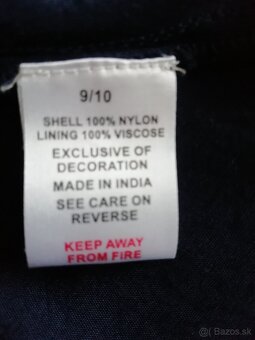 9/10
SHELL 100% NYLON
LINING 100% VISCOSE
EXCLUSIVE OF
DECORATION
MADE IN INDIA
SEE CARE ON
REVERSE
KEEP AWAY
FROM FIRE
Bazos.sk